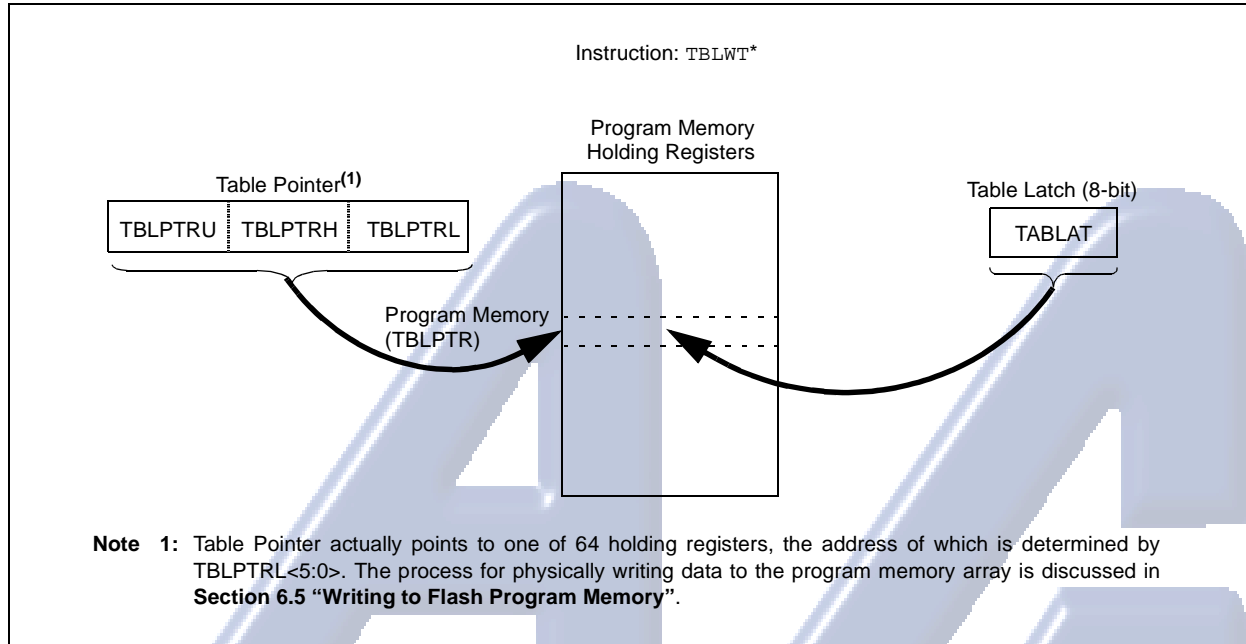 Instruction: TBLWT*
Program Memory
Holding Registers
Table Pointer(1)
Table Latch (8-bit)
TBLPTRU TBLPTRH TBLPTRL
TABLAT
Program Memory
(TBLPTR)
Note 1: Table Pointer actually points to one of 64 holding registers, the address of which is determined by
TBLPTRL<5:0>. The process for physically writing data to the program memory array is discussed in
Section 6.5 “Writing to Flash Program Memory”.